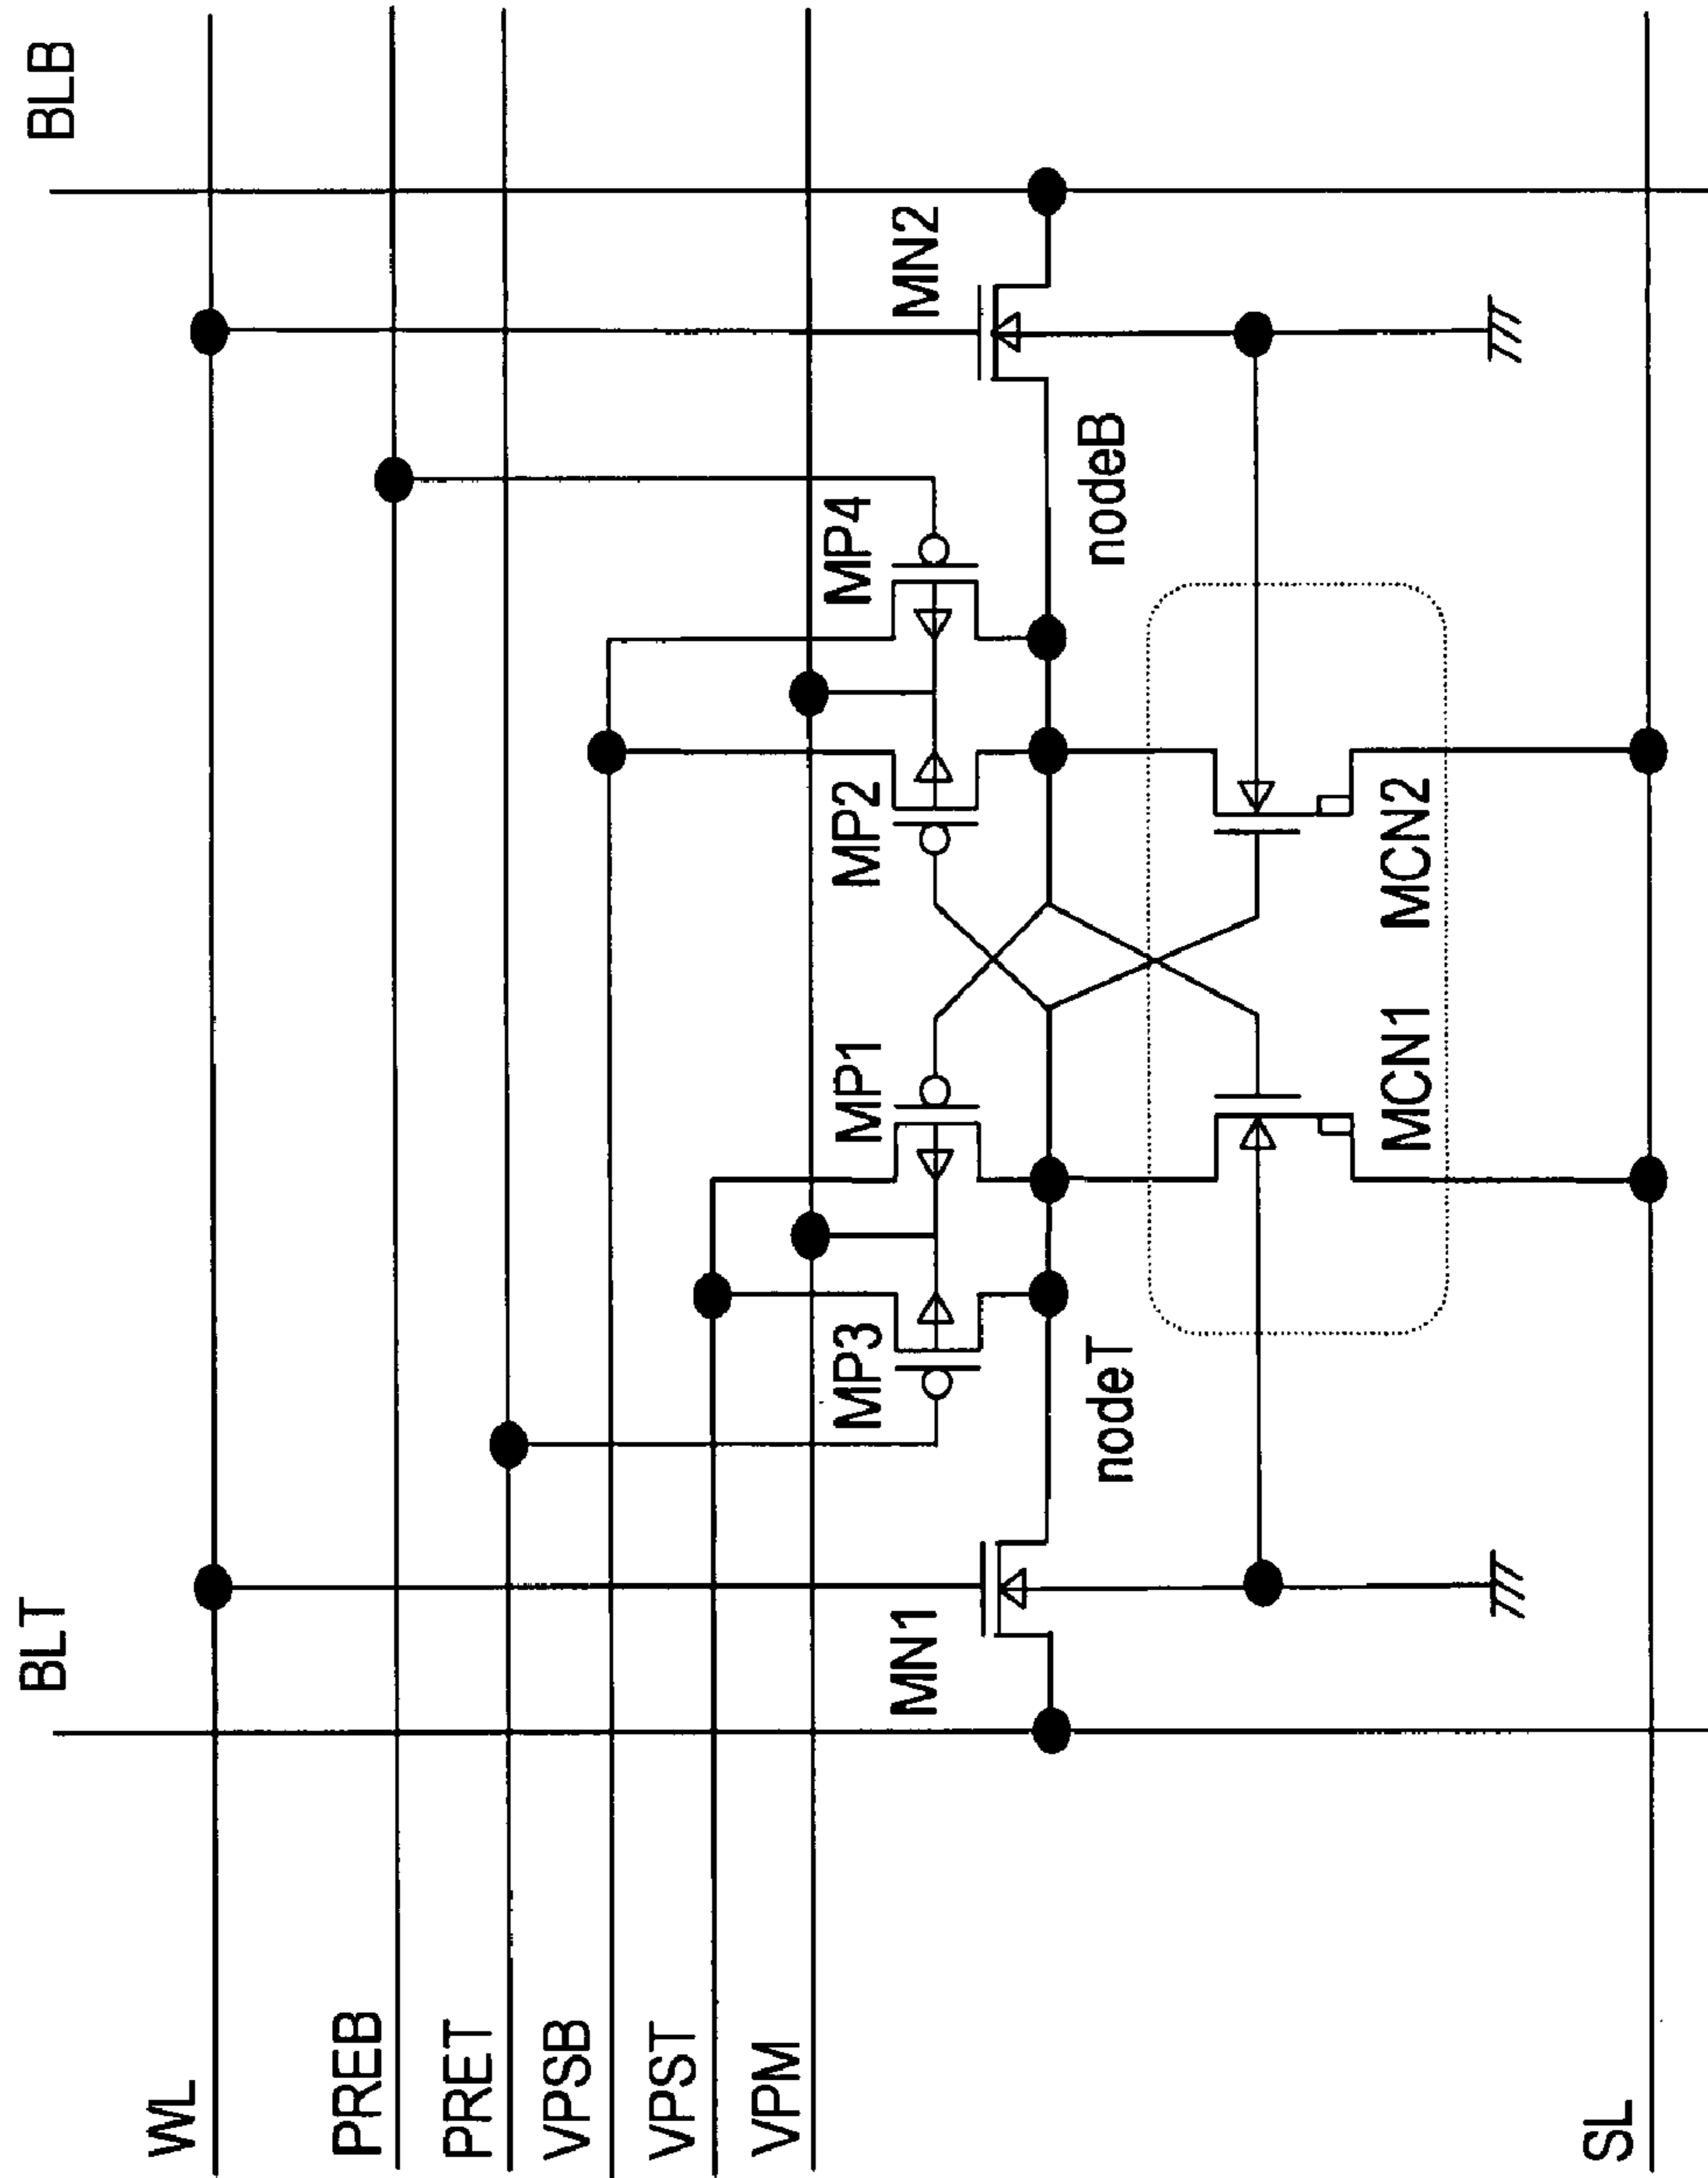 BLT
BLB
WL
PREB
PRET
VPSB
VPST
VPM
MP3
MP1
MP2
MP4
MN1
MN2
nodeT
nodeB
MCN1
MCN2
SL